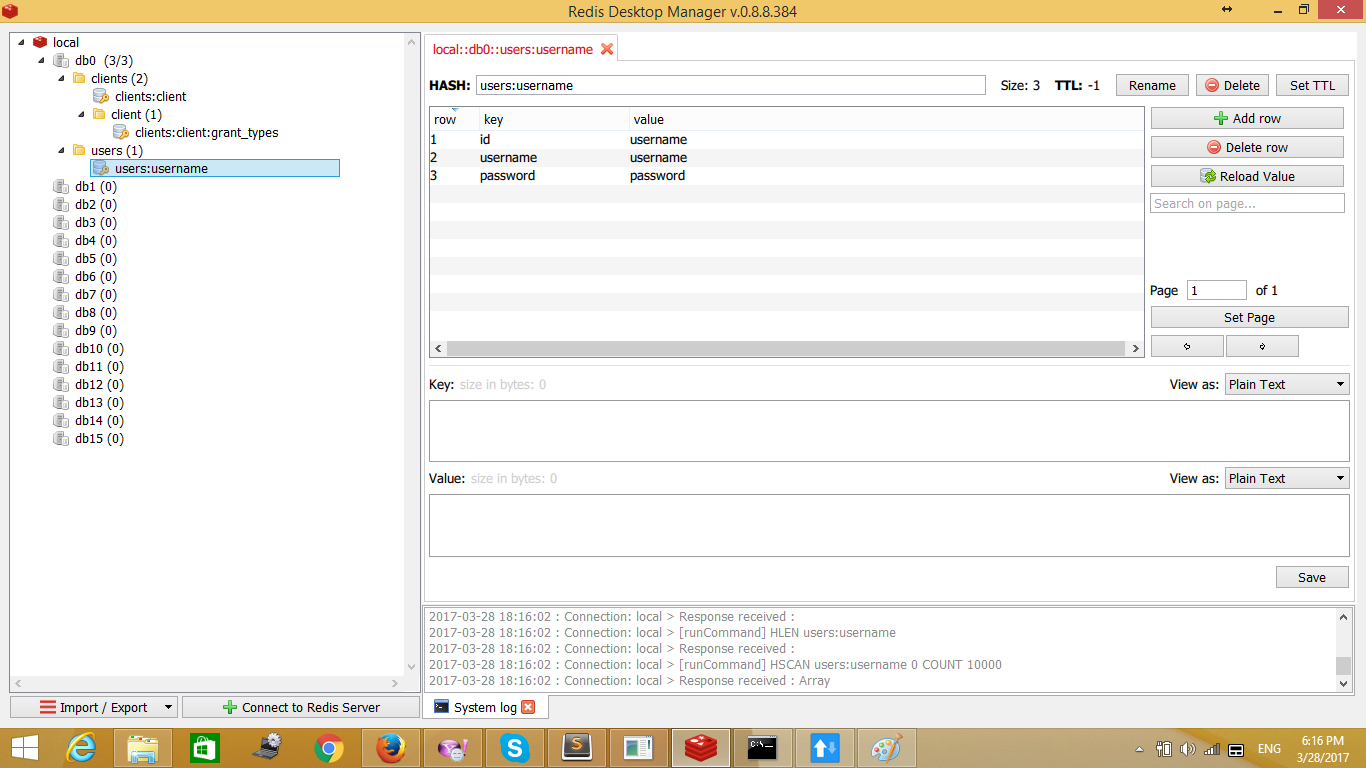 Redis Desktop Manager v.0.8.8.384
local
db0 (3/3)
clients (2)
clients:client
client (1)
clients:client:grant_types
users (1)
users:username
db1 (0)
db2 (0)
db3 (0)
db4 (0)
db5 (0)
db6 (0)
db7 (0)
db8 (0)
db9 (0)
db10 (0)
db11 (0)
db12 (0)
db13 (0)
db14 (0)
db15 (0)
Import / Export
Connect to Redis Server
local::db0::users:username
HASH: users:username Size: 3 TTL: -1 Rename Delete Set TTL
row key value
1 id username
2 username username
3 password password
Add row
Delete row
Reload Value
Search on page...
Page 1 of 1
Set Page
Key: size in bytes: 0 View as: Plain Text
Value: size in bytes: 0 View as: Plain Text
Save
2017-03-28 18:16:02 : Connection: local > Response received :
2017-03-28 18:16:02 : Connection: local > [runCommand] HLEN users:username
2017-03-28 18:16:02 : Connection: local > Response received :
2017-03-28 18:16:02 : Connection: local > [runCommand] HSCAN users:username 0 COUNT 10000
2017-03-28 18:16:02 : Connection: local > Response received : Array
System log
ENG
6:16 PM
3/28/2017